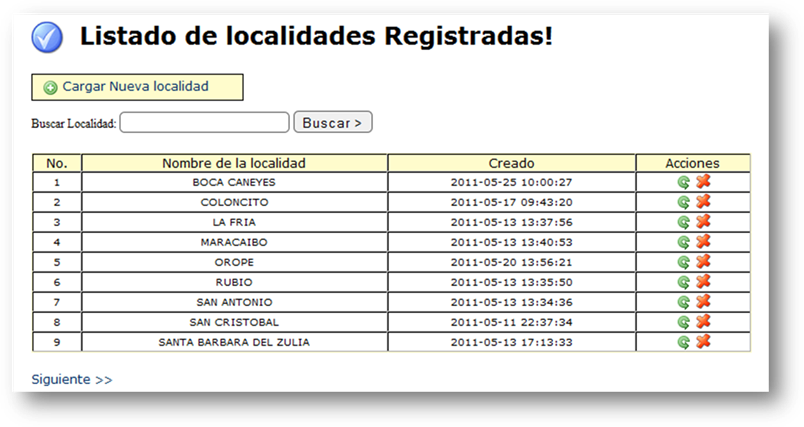 Listado de localidades Registradas!
Cargar Nueva localidad
Buscar Localidad: Buscar >
No. Nombre de la localidad Creado Acciones
1 BOCA CANEYES 2011-05-25 10:00:27
2 COLONCITO 2011-05-17 09:43:20
3 LA FRIA 2011-05-13 13:37:56
4 MARACAIBO 2011-05-13 13:40:53
5 OROPE 2011-05-20 13:56:21
6 RUBIO 2011-05-13 13:35:50
7 SAN ANTONIO 2011-05-13 13:34:36
8 SAN CRISTOBAL 2011-05-11 22:37:34
9 SANTA BARBARA DEL ZULIA 2011-05-13 17:13:33
Siguiente >>